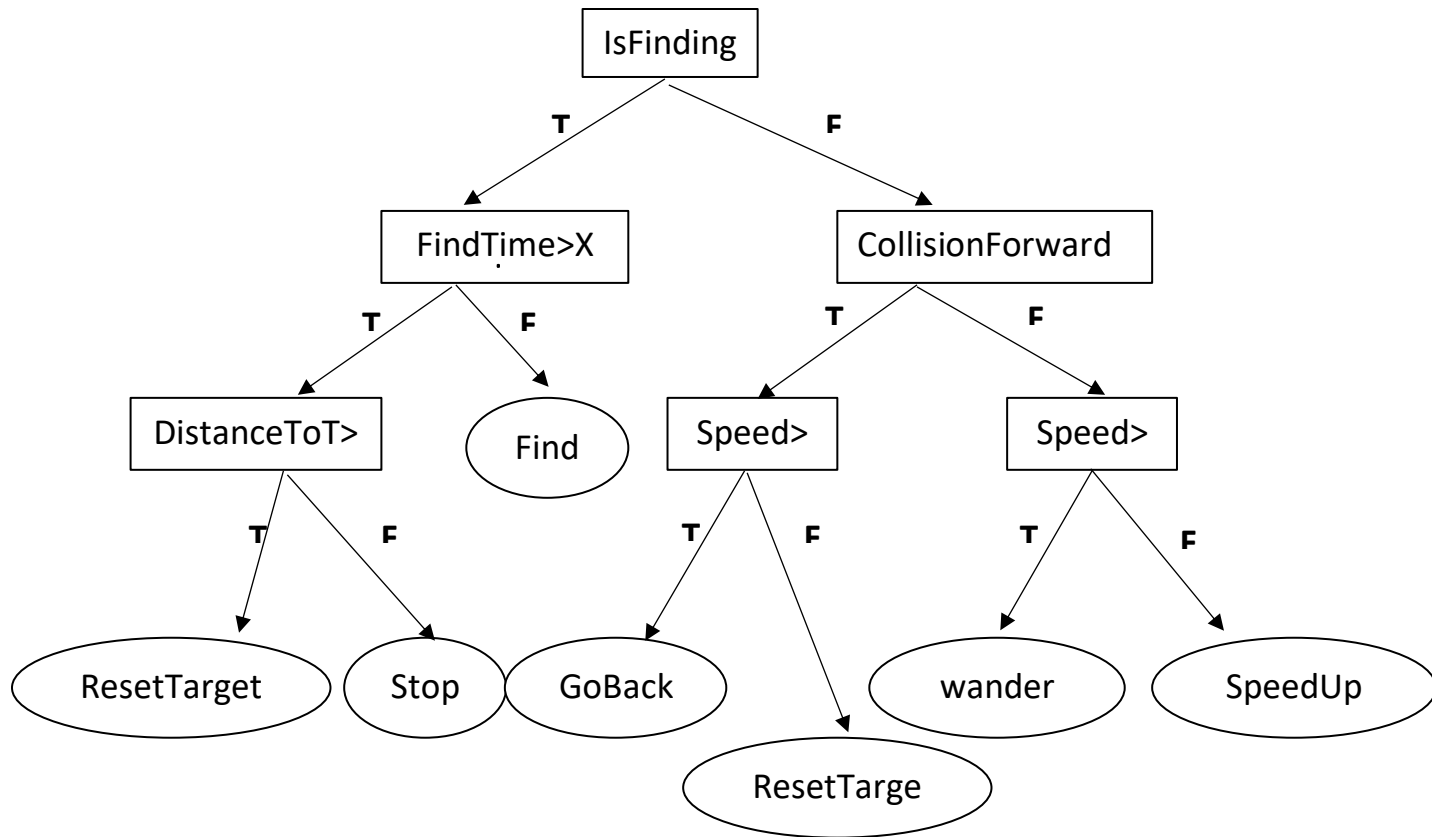 IsFinding
T
F
FindTime>X
CollisionForward
T
F
T
F
DistanceToT>
Find
Speed>
Speed>
T
F
T
F
T
F
ResetTarget
Stop
GoBack
wander
SpeedUp
ResetTarge